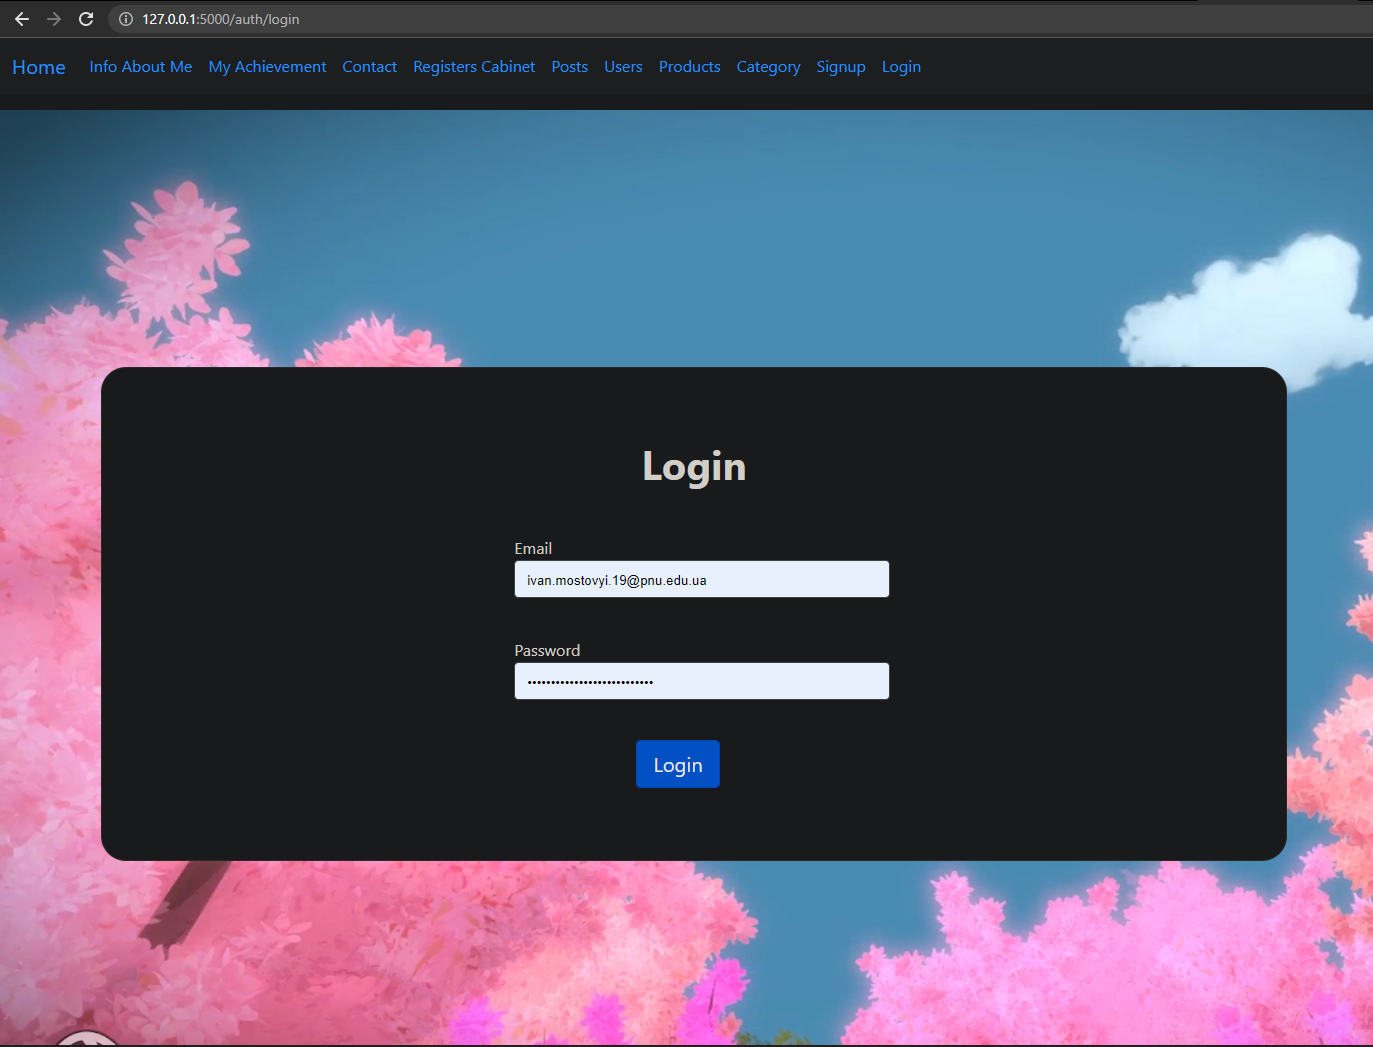 127.0.0.1:5000/auth/login
Home Info About Me My Achievement Contact Registers Cabinet Posts Users Products Category Signup Login
Login
Email
ivan.mostovyi.19@pnu.edu.ua
Password
Login